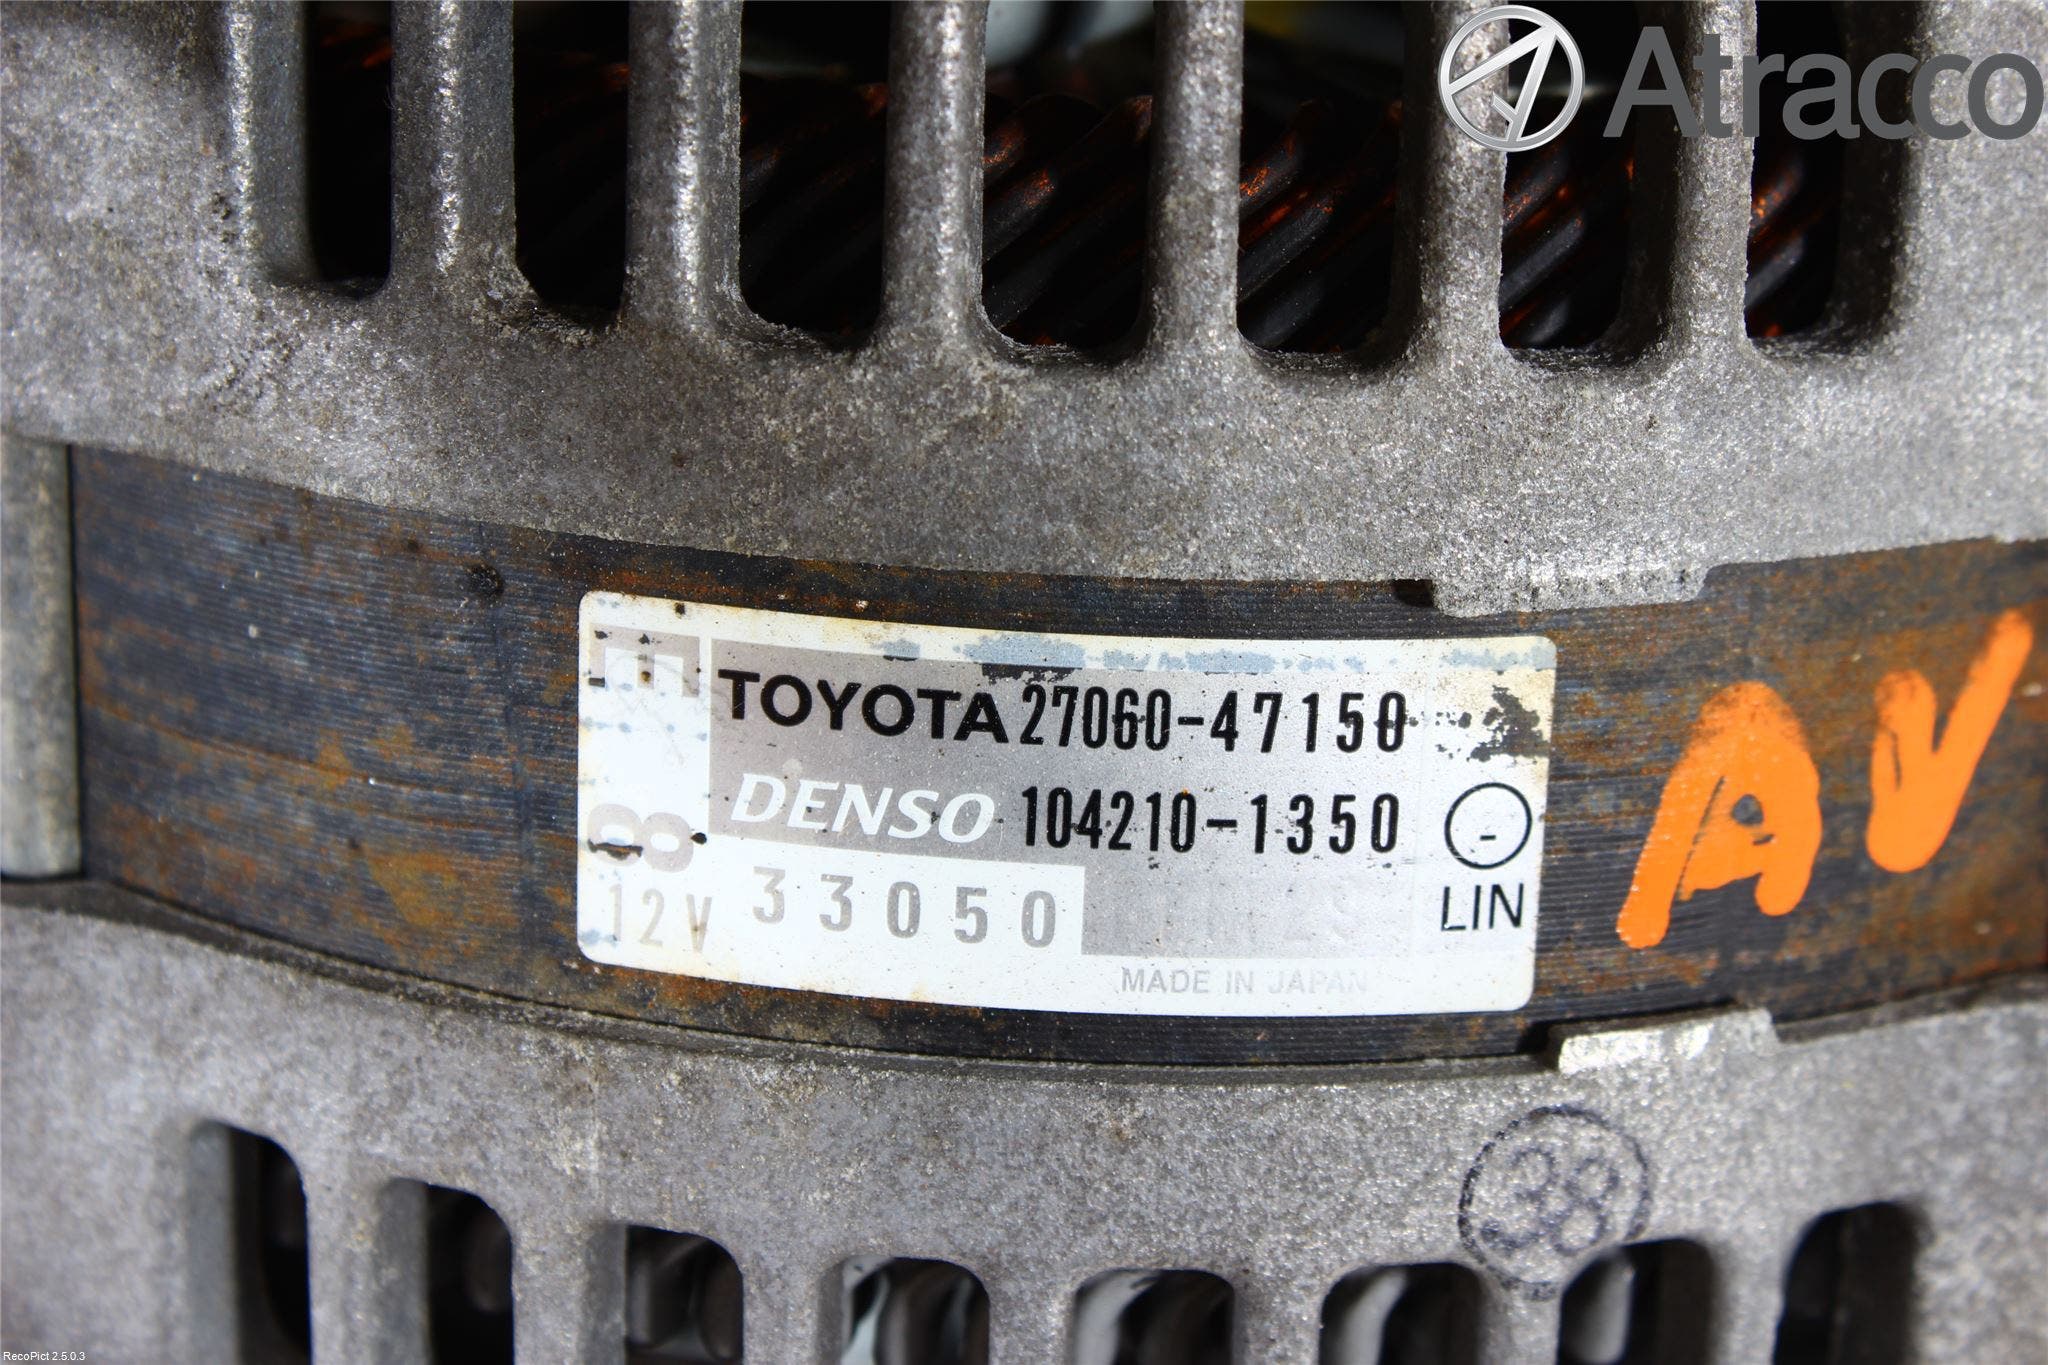 Atracco
TOYOTA 27060-47150
DENSO 104210-1350
E8
12V 33050
LIN
MADE IN JAPAN
AV
RecoPict 2.5.0.3